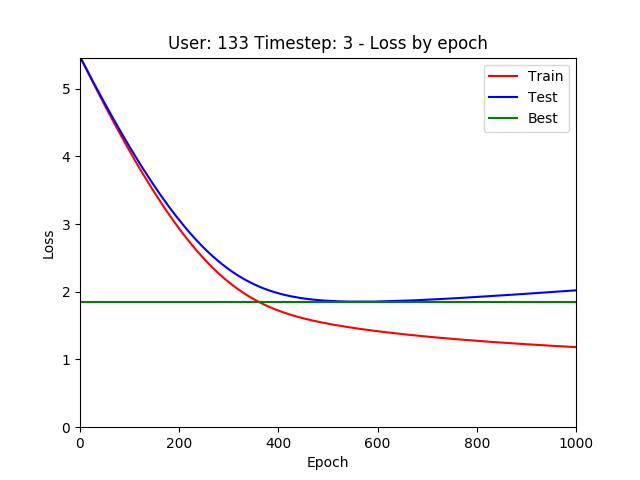 User: 133 Timestep: 3 - Loss by epoch
Train
Test
Best
Loss
5
4
3
2
1
0
0 200 400 600 800 1000
Epoch